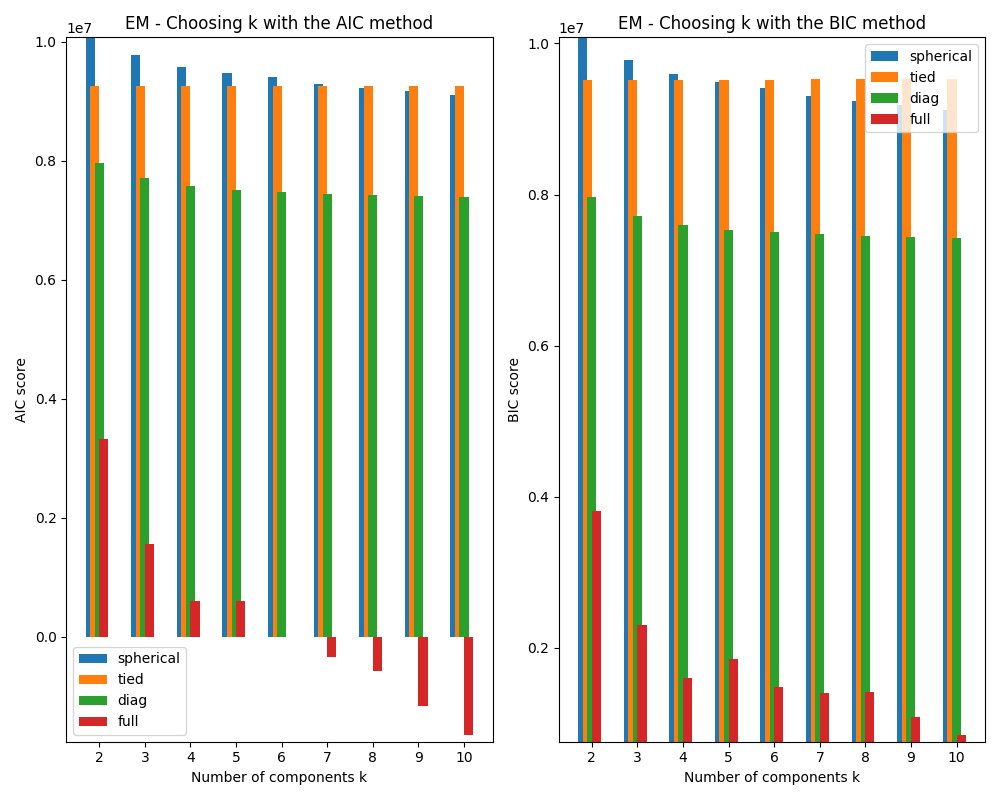 EM - Choosing k with the AIC method
1e7
1.0
0.8
0.6
0.4
0.2
0.0
AIC score
spherical
tied
diag
full
2 3 4 5 6 7 8 9 10
Number of components k
EM - Choosing k with the BIC method
1e7
1.0
0.8
0.6
0.4
0.2
BIC score
spherical
tied
diag
full
2 3 4 5 6 7 8 9 10
Number of components k